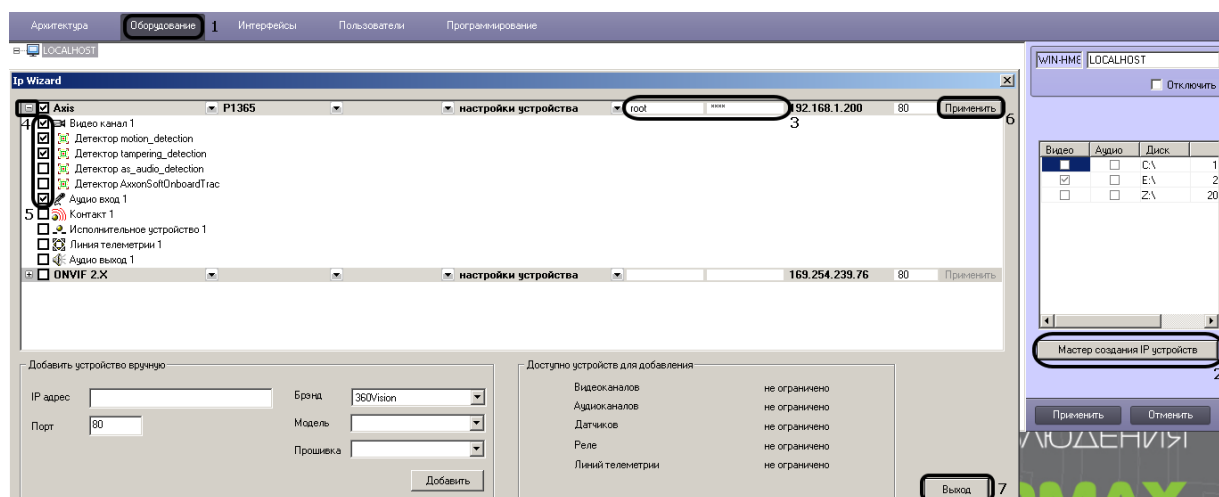 Архитектура Оборудование 1 Интерфейсы Пользователи Программирование
LOCALHOST
WIN-HME LOCALHOST
Отключить
Ip Wizard
Axis P1365 настройки устройства root **** 192.168.1.200 80 Применить
4 Видео канал 1 3 6
Детектор motion_detection
Детектор tampering_detection
Детектор as_audio_detection
Детектор AxxonSoftOnboardTrac
Аудио вход 1
5 Контакт 1
Исполнительное устройство 1
Линия телеметрии 1
Аудио выход 1
ONVIF 2.X настройки устройства 169.254.239.76 80 Применить
Видео Аудио Диск
C:\ 1
E:\ 2
Z:\ 20
Мастер создания IP устройств
2
Применить Отменить
Добавить устройство вручную
IP адрес
Порт 80
Брэнд 360Vision
Модель
Прошивка
Добавить
Доступно устройств для добавления
Видеоканалов не ограничено
Аудиоканалов не ограничено
Датчиков не ограничено
Реле не ограничено
Линий телеметрии не ограничено
Выход 7